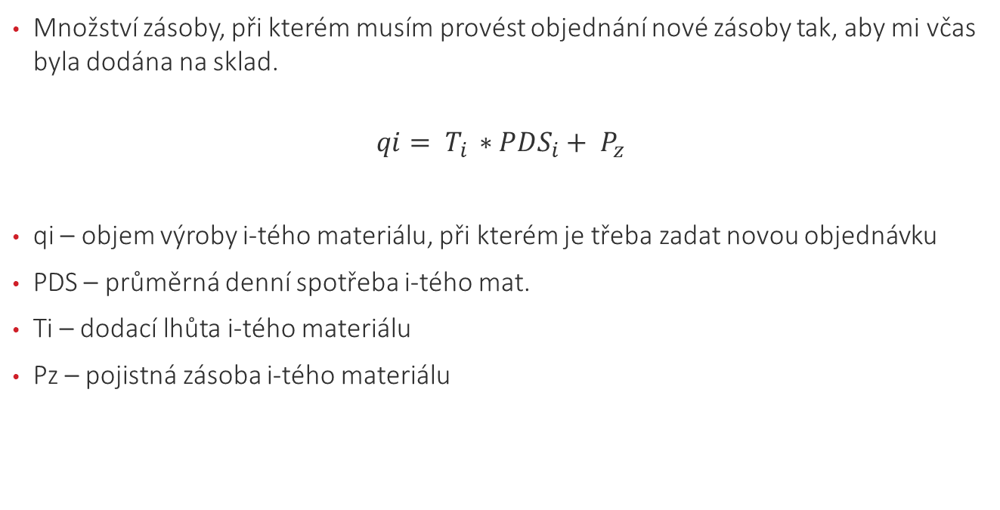 • Množství zásoby, při kterém musím provést objednání nové zásoby tak, aby mi včas
byla dodána na sklad.
qi = Tᵢ * PDSᵢ + P_z
• qi – objem výroby i-tého materiálu, při kterém je třeba zadat novou objednávku
• PDS – průměrná denní spotřeba i-tého mat.
• Ti – dodací lhůta i-tého materiálu
• Pz – pojistná zásoba i-tého materiálu